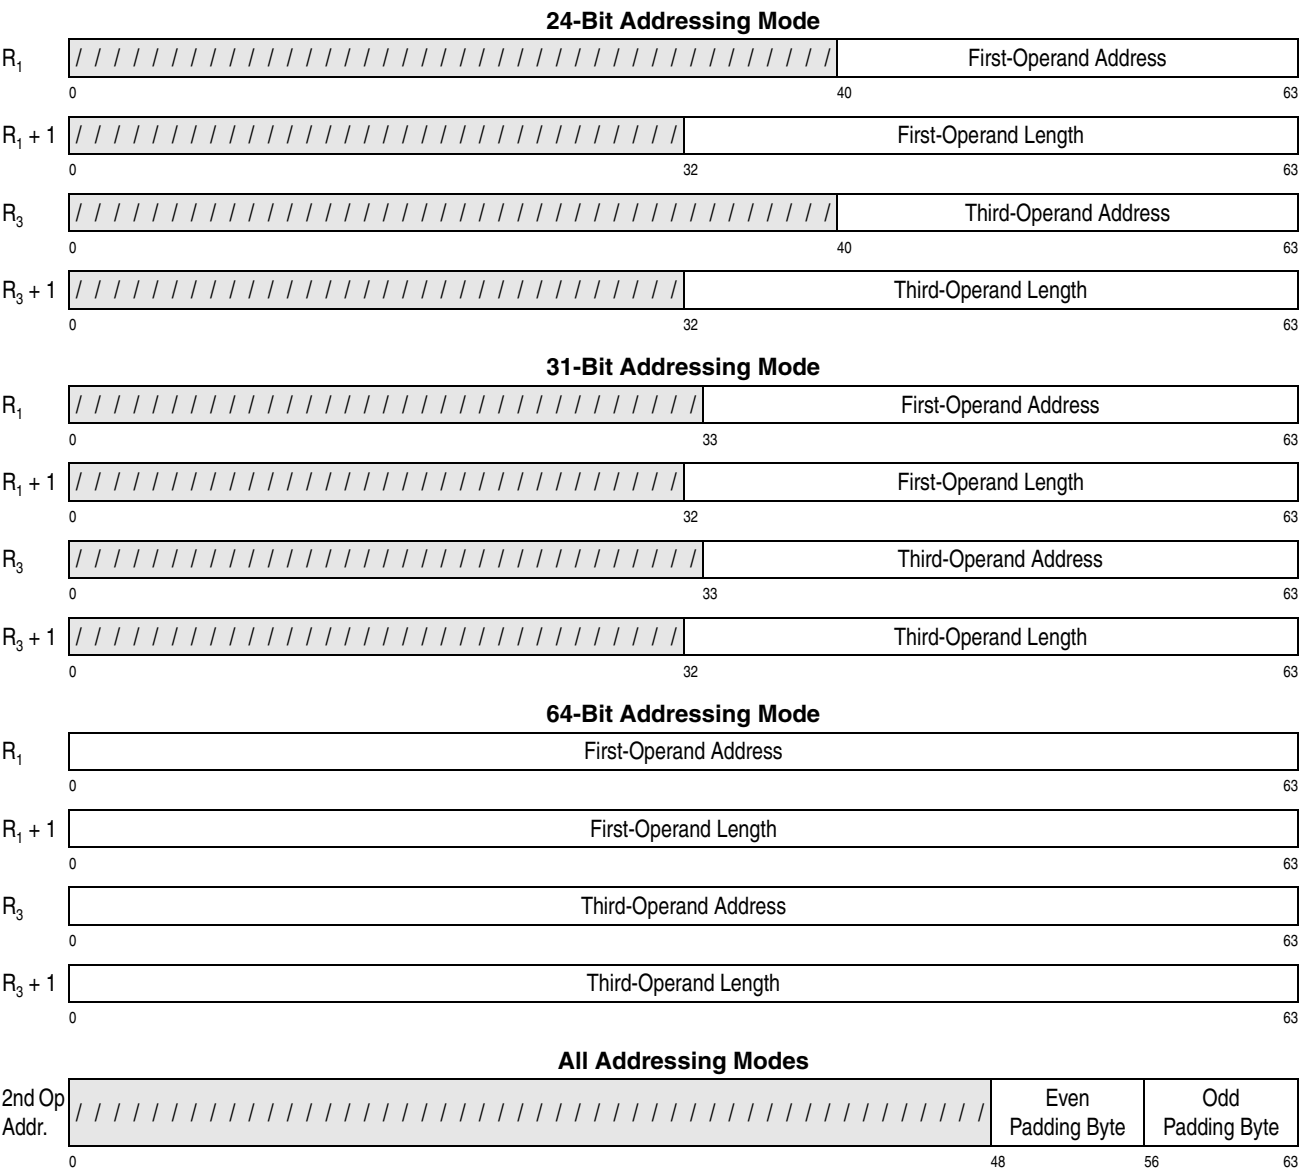 24-Bit Addressing Mode
R₁ / / / / / / / / / / / / / / / / / / / / / / / / / / / / / / / / / / / / / / / / First-Operand Address
0 40 63
R₁ + 1 / / / / / / / / / / / / / / / / / / / / / / / / / / / / / / / / First-Operand Length
0 32 63
R₃ / / / / / / / / / / / / / / / / / / / / / / / / / / / / / / / / / / / / / / / / Third-Operand Address
0 40 63
R₃ + 1 / / / / / / / / / / / / / / / / / / / / / / / / / / / / / / / / Third-Operand Length
0 32 63
31-Bit Addressing Mode
R₁ / / / / / / / / / / / / / / / / / / / / / / / / / / / / / / / / / First-Operand Address
0 33 63
R₁ + 1 / / / / / / / / / / / / / / / / / / / / / / / / / / / / / / / / First-Operand Length
0 32 63
R₃ / / / / / / / / / / / / / / / / / / / / / / / / / / / / / / / / / Third-Operand Address
0 33 63
R₃ + 1 / / / / / / / / / / / / / / / / / / / / / / / / / / / / / / / / Third-Operand Length
0 32 63
64-Bit Addressing Mode
R₁ First-Operand Address
0 63
R₁ + 1 First-Operand Length
0 63
R₃ Third-Operand Address
0 63
R₃ + 1 Third-Operand Length
0 63
All Addressing Modes
2nd Op Addr. / / / / / / / / / / / / / / / / / / / / / / / / / / / / / / / / / / / / / / / / / / / / / / / / Even Padding Byte Odd Padding Byte
0 48 56 63